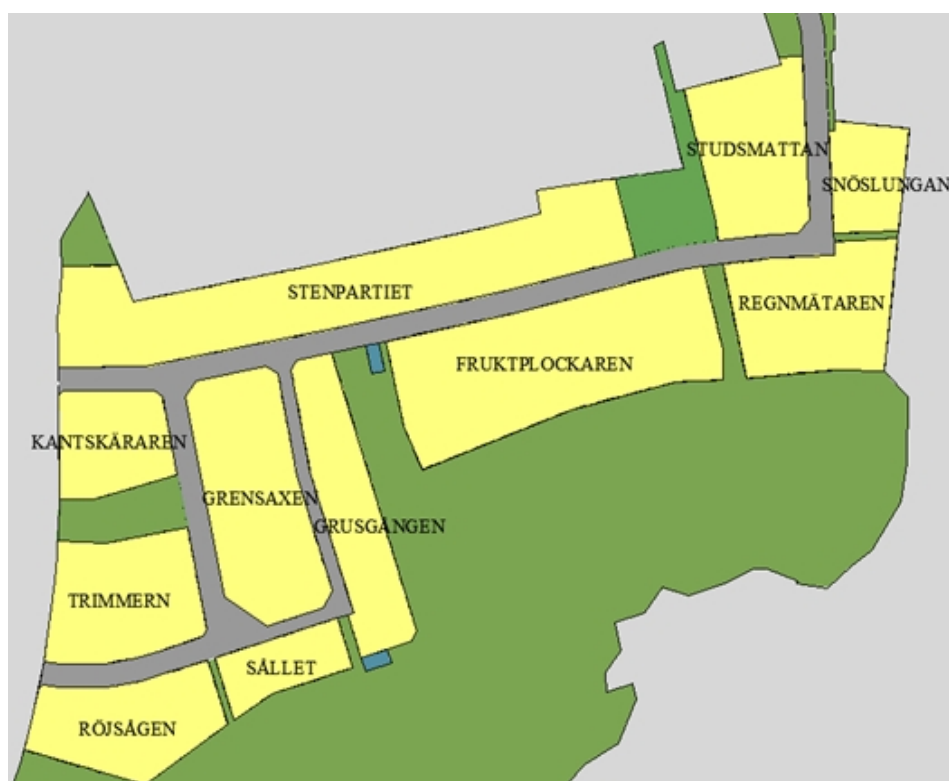 STUDSMATTAN
SNÖSLUNGAN
STENPARTIET
REGNMÄTAREN
FRUKTPLOCKAREN
KANTSKÄRAREN
GRENSAXEN
GRUSGÅNGEN
TRIMMERN
SÅLLET
RÖJSÅGEN